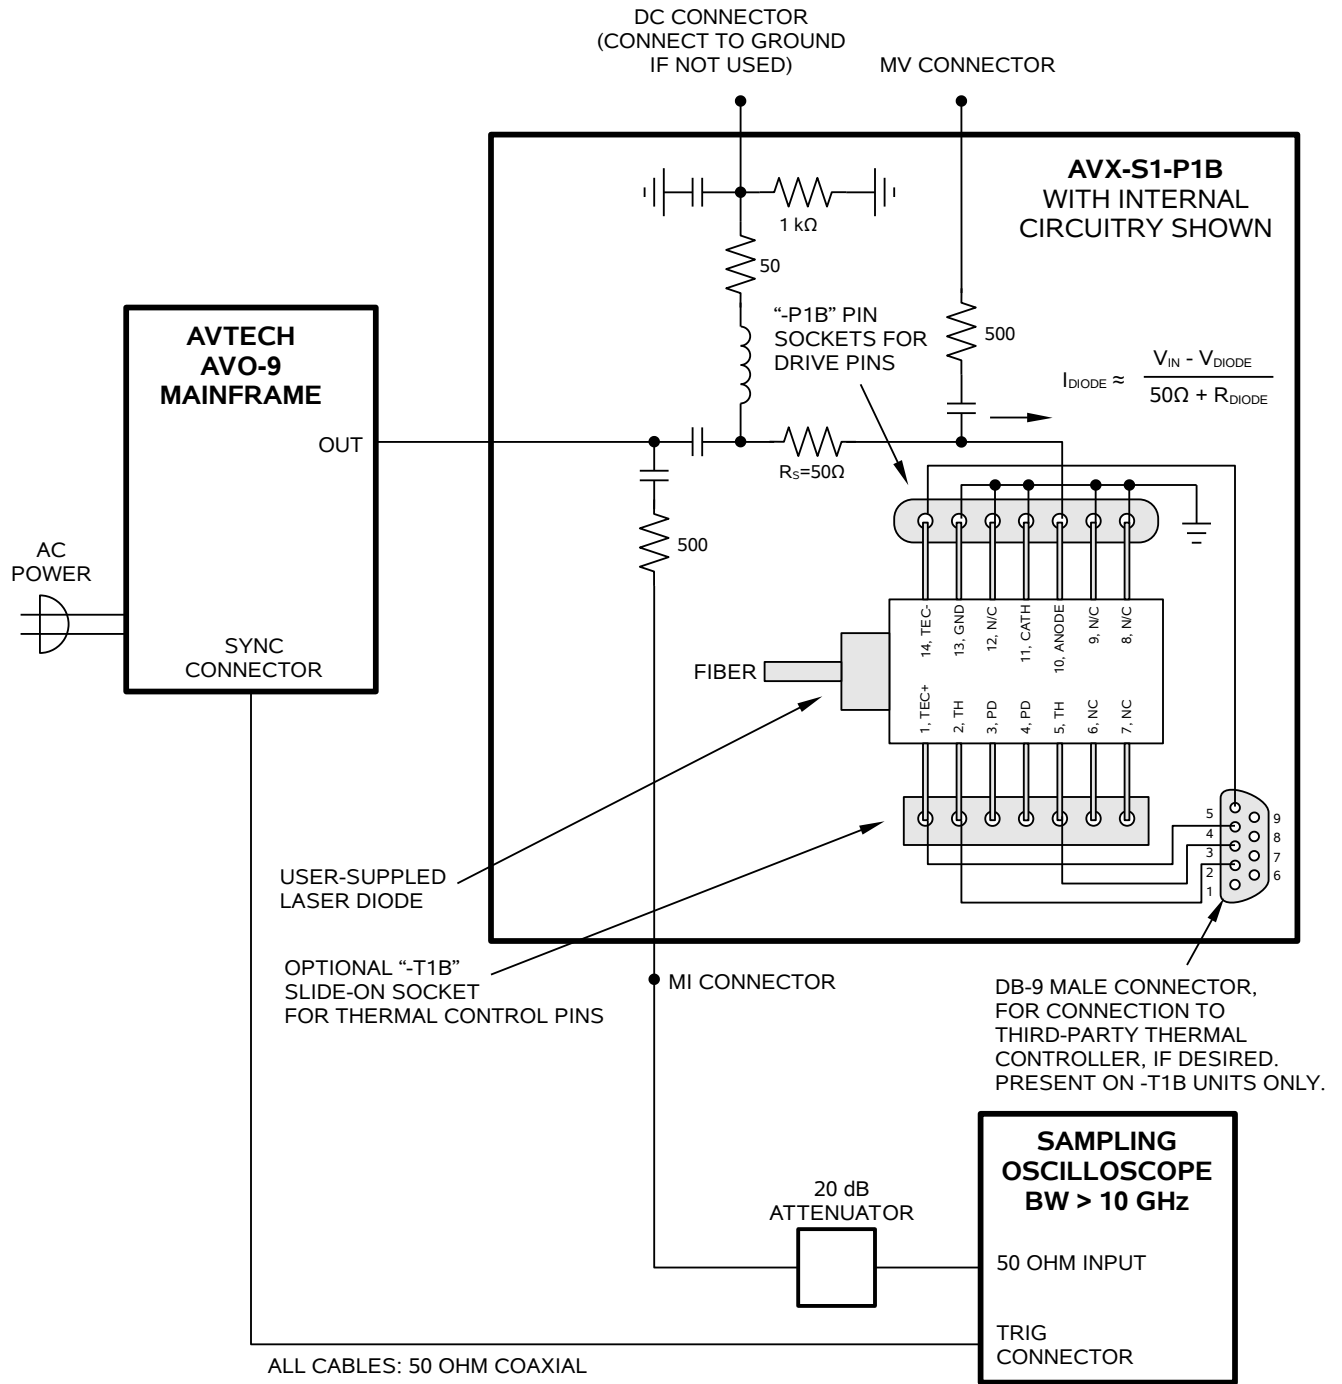 DC CONNECTOR
(CONNECT TO GROUND
IF NOT USED)
MV CONNECTOR
AVX-S1-P1B
WITH INTERNAL
CIRCUITRY SHOWN
1 kΩ
50
"-P1B" PIN
SOCKETS FOR
DRIVE PINS
500
I_DIODE ≈ V_IN - V_DIODE
50Ω + R_DIODE
AVTECH
AVO-9
MAINFRAME
OUT
R_S=50Ω
500
AC
POWER
SYNC
CONNECTOR
14, TEC-
13, GND
12, N/C
11, CATH
10, ANODE
9, N/C
8, N/C
FIBER
1, TEC+
2, TH
3, PD
4, PD
5, TH
6, NC
7, NC
5
4
3
2
1
9
8
7
6
USER-SUPPLED
LASER DIODE
OPTIONAL "-T1B"
SLIDE-ON SOCKET
FOR THERMAL CONTROL PINS
MI CONNECTOR
DB-9 MALE CONNECTOR,
FOR CONNECTION TO
THIRD-PARTY THERMAL
CONTROLLER, IF DESIRED.
PRESENT ON -T1B UNITS ONLY.
SAMPLING
OSCILLOSCOPE
BW > 10 GHz
20 dB
ATTENUATOR
50 OHM INPUT
TRIG
CONNECTOR
ALL CABLES: 50 OHM COAXIAL